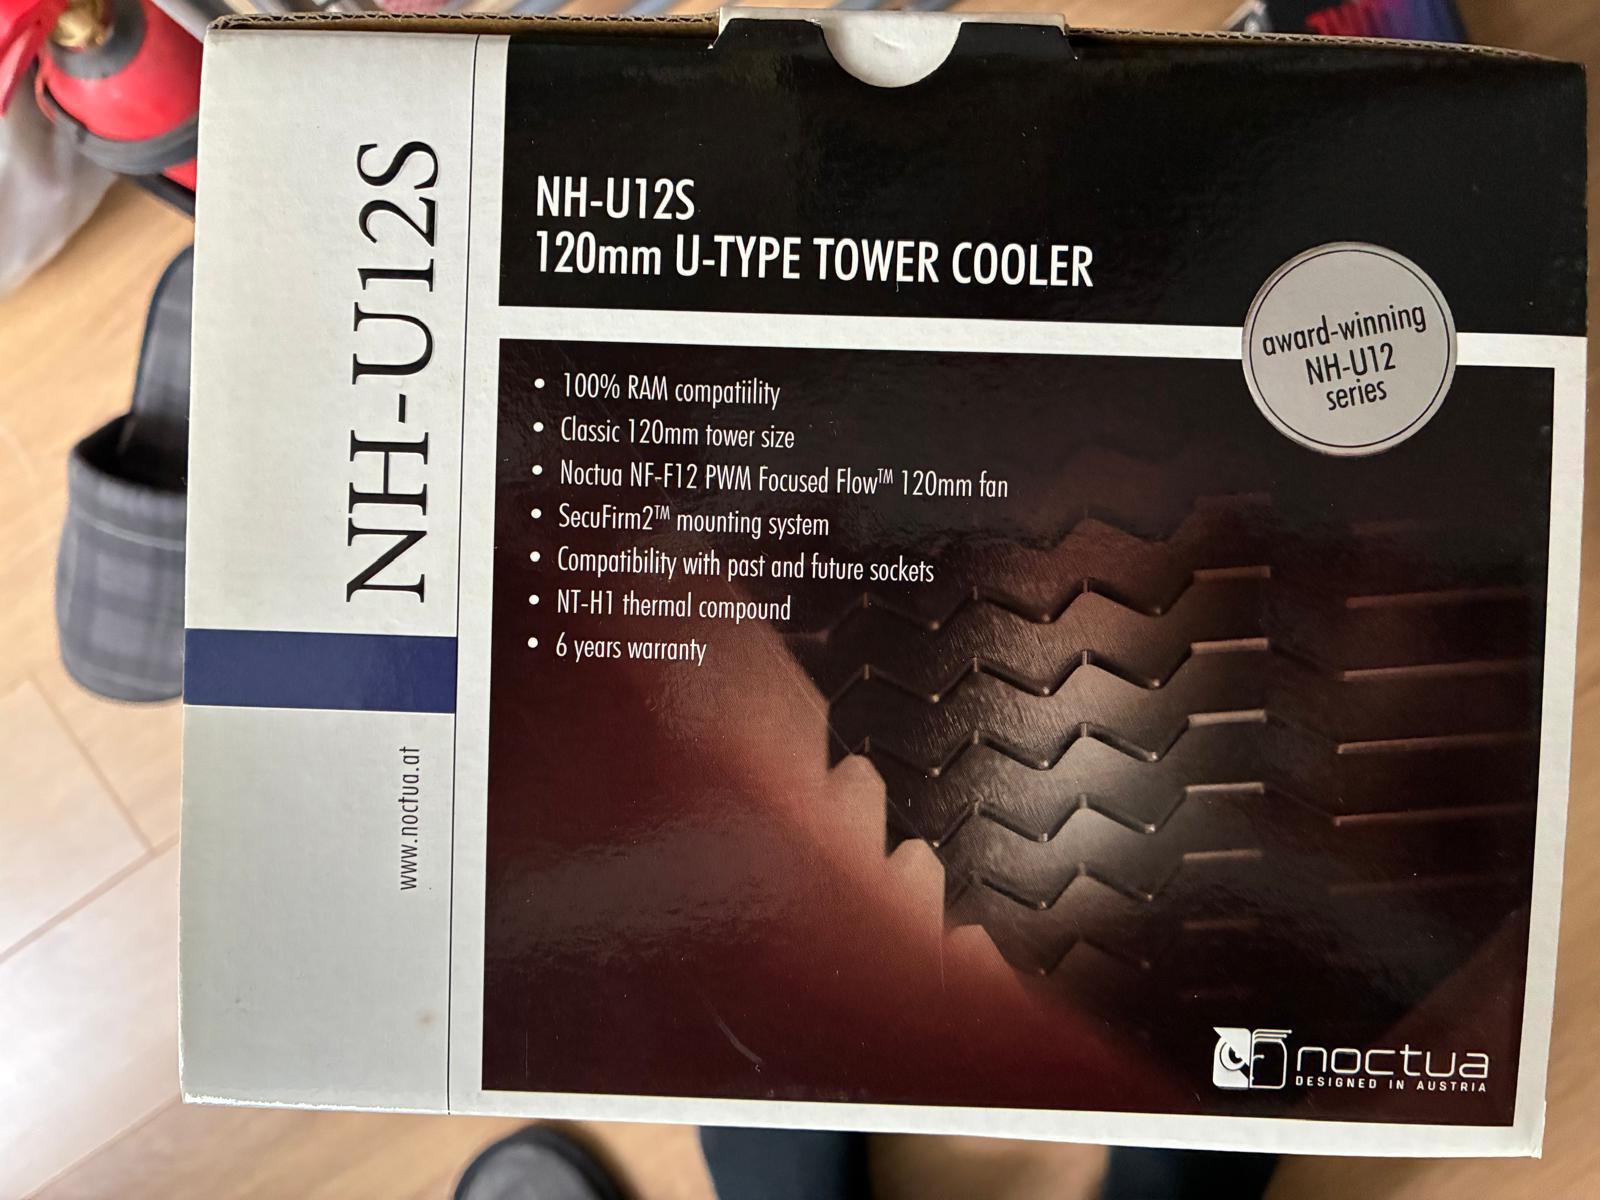 NH-U12S
www.noctua.at
NH-U12S
120mm U-TYPE TOWER COOLER
award-winning
NH-U12
series
• 100% RAM compatiility
• Classic 120mm tower size
• Noctua NF-F12 PWM Focused Flow™ 120mm fan
• SecuFirm2™ mounting system
• Compatibility with past and future sockets
• NT-H1 thermal compound
• 6 years warranty
noctua
DESIGNED IN AUSTRIA